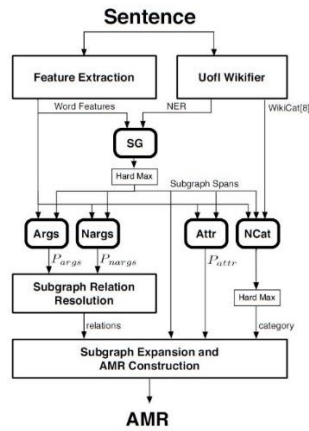 Sentence
Feature Extraction
UofI Wikifier
Word Features
NER
WikiCat[8]
SG
Hard Max
Subgraph Spans
Args
Nargs
Attr
NCat
P_args
P_nargs
P_attr
Subgraph Relation
Resolution
Hard Max
relations
category
Subgraph Expansion and
AMR Construction
AMR